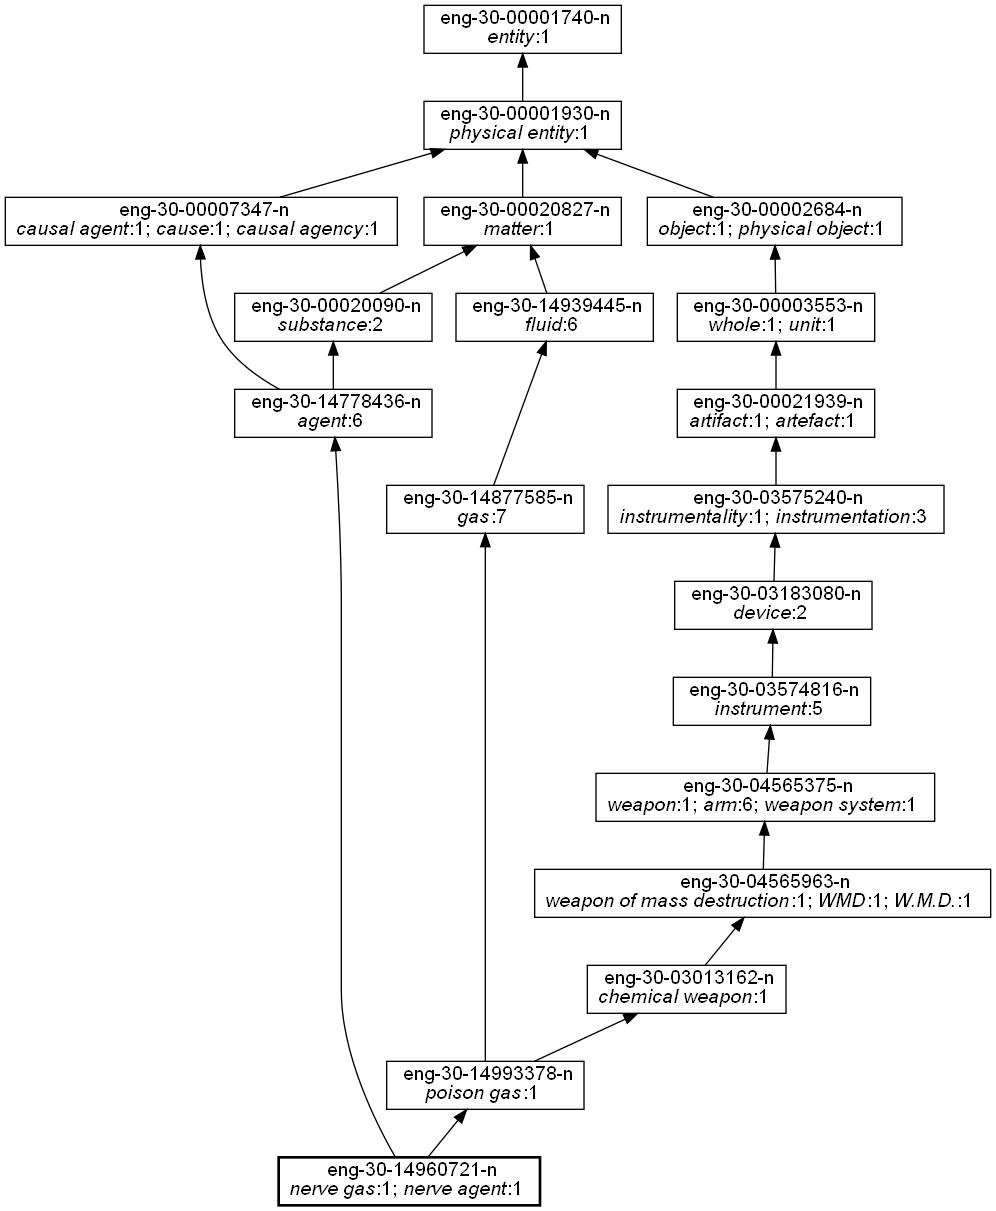 eng-30-00001740-n
entity:1
eng-30-00001930-n
physical entity:1
eng-30-00007347-n
causal agent:1; cause:1; causal agency:1
eng-30-00020827-n
matter:1
eng-30-00002684-n
object:1; physical object:1
eng-30-00020090-n
substance:2
eng-30-14939445-n
fluid:6
eng-30-00003553-n
whole:1; unit:1
eng-30-14778436-n
agent:6
eng-30-00021939-n
artifact:1; artefact:1
eng-30-14877585-n
gas:7
eng-30-03575240-n
instrumentality:1; instrumentation:3
eng-30-03183080-n
device:2
eng-30-03574816-n
instrument:5
eng-30-04565375-n
weapon:1; arm:6; weapon system:1
eng-30-04565963-n
weapon of mass destruction:1; WMD:1; W.M.D.:1
eng-30-03013162-n
chemical weapon:1
eng-30-14993378-n
poison gas:1
eng-30-14960721-n
nerve gas:1; nerve agent:1